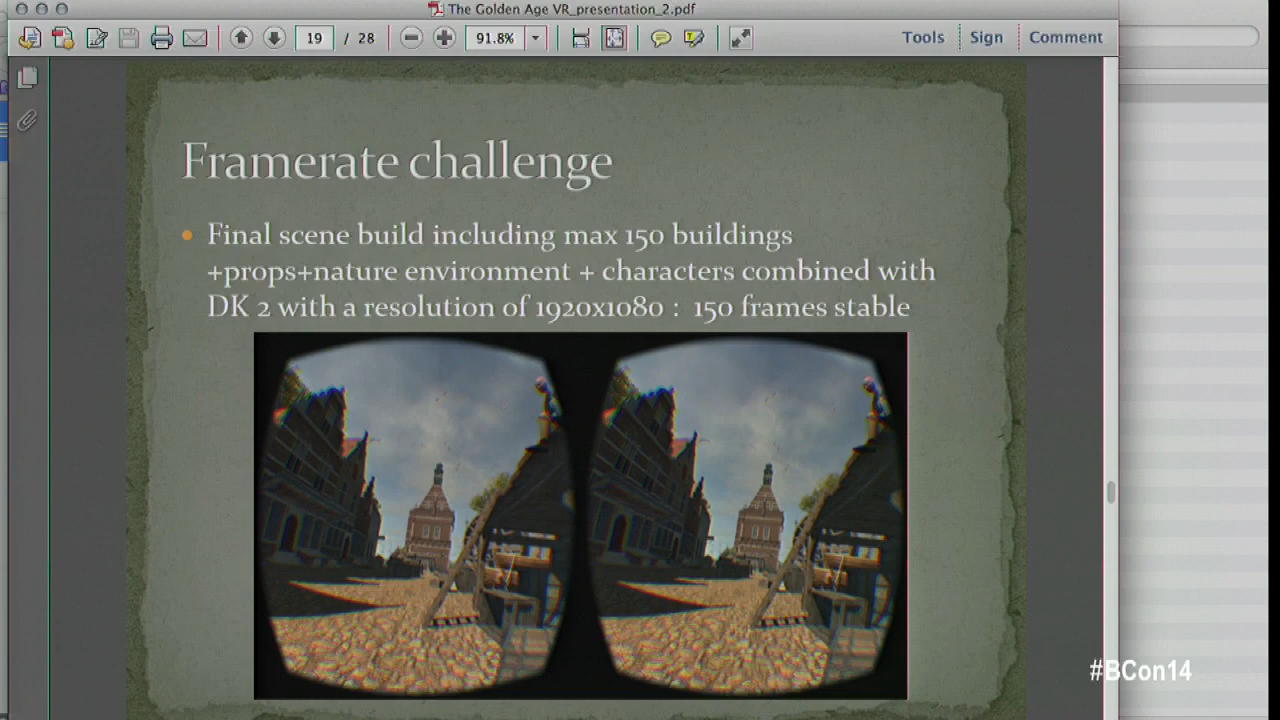 The Golden Age VR_presentation_2.pdf
19 / 28
91.8%
Tools
Sign
Comment
Framerate challenge
Final scene build including max 150 buildings
+props+nature environment + characters combined with
DK 2 with a resolution of 1920x1080 : 150 frames stable
#BCon14